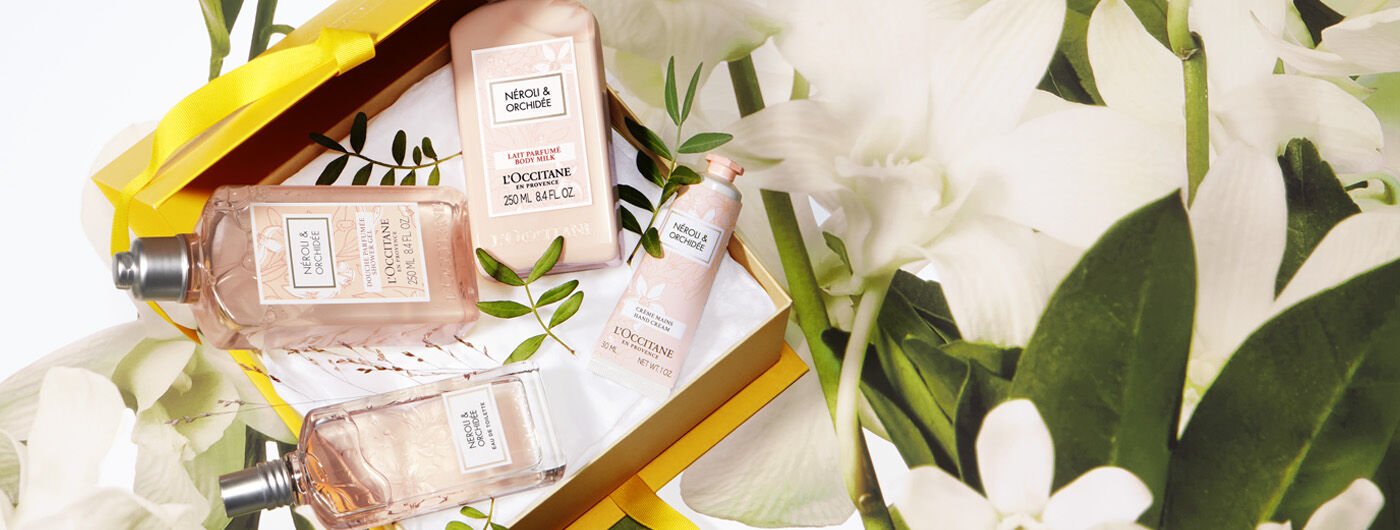 NÉROLI &
ORCHIDÉE
LAIT PARFUMÉ
BODY MILK
L'OCCITANE
EN PROVENCE
250 ML 8.4 FL. OZ.
L'OCCITANE
NÉROLI &
ORCHIDÉE
DOUCHE PARFUMÉE
SHOWER GEL
L'OCCITANE
EN PROVENCE
250 ML 8.4 FL. OZ.
NÉROLI &
ORCHIDÉE
CRÈME MAINS
HAND CREAM
L'OCCITANE
EN PROVENCE
30 ML NET WT. 1 OZ.
NÉROLI &
ORCHIDÉE
EAU DE TOILETTE